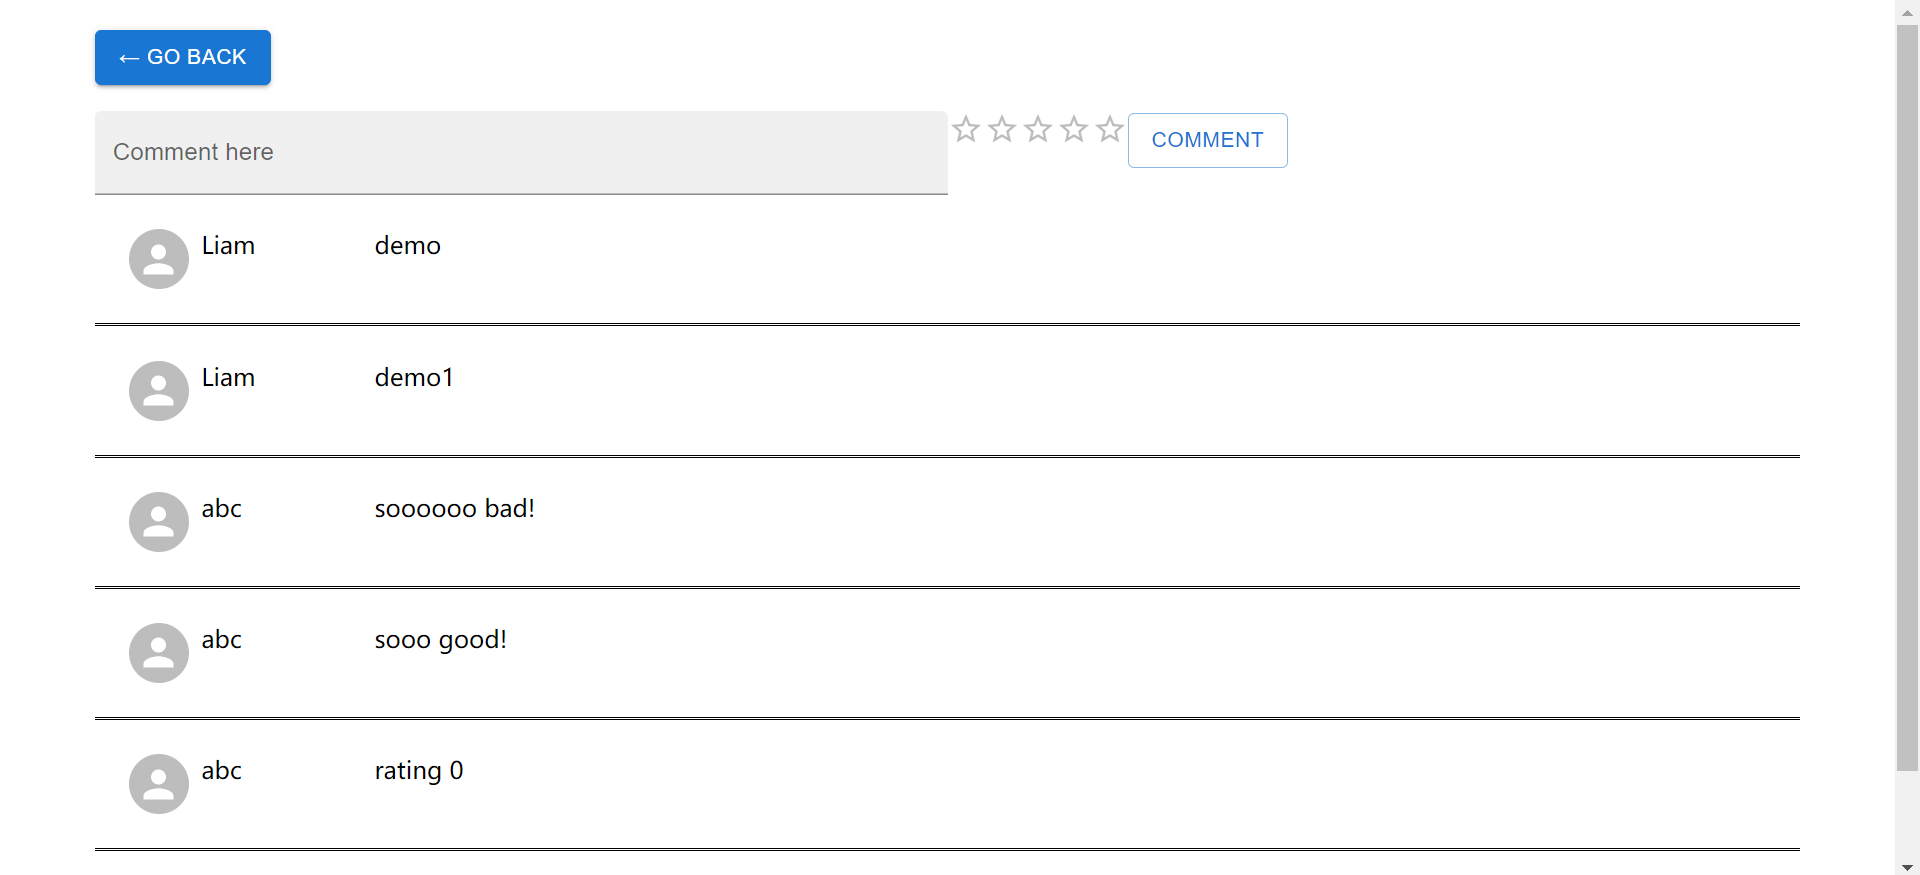 ← GO BACK
Comment here
COMMENT
Liam demo
Liam demo1
abc soooooo bad!
abc sooo good!
abc rating 0